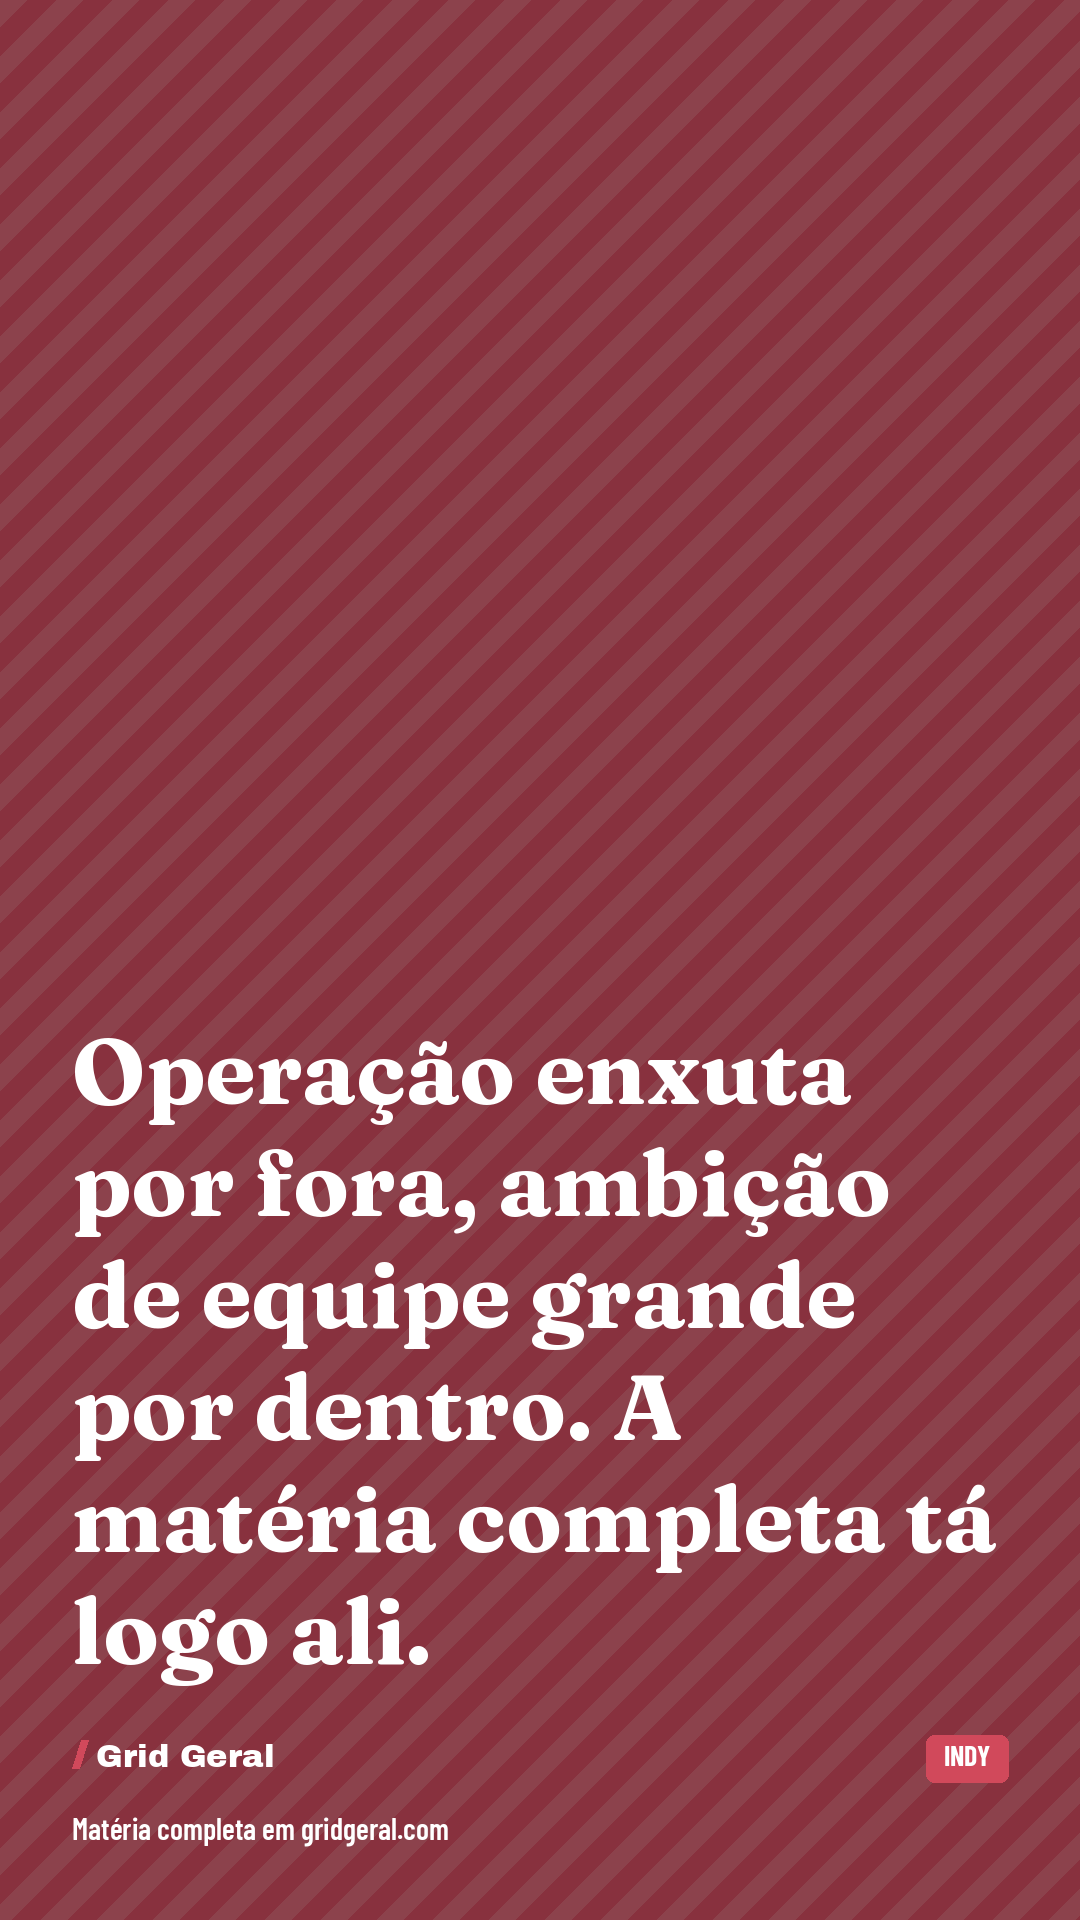 Operação enxuta
por fora, ambição
de equipe grande
por dentro. A
matéria completa tá
logo ali.
/ Grid Geral
INDY
Matéria completa em gridgeral.com